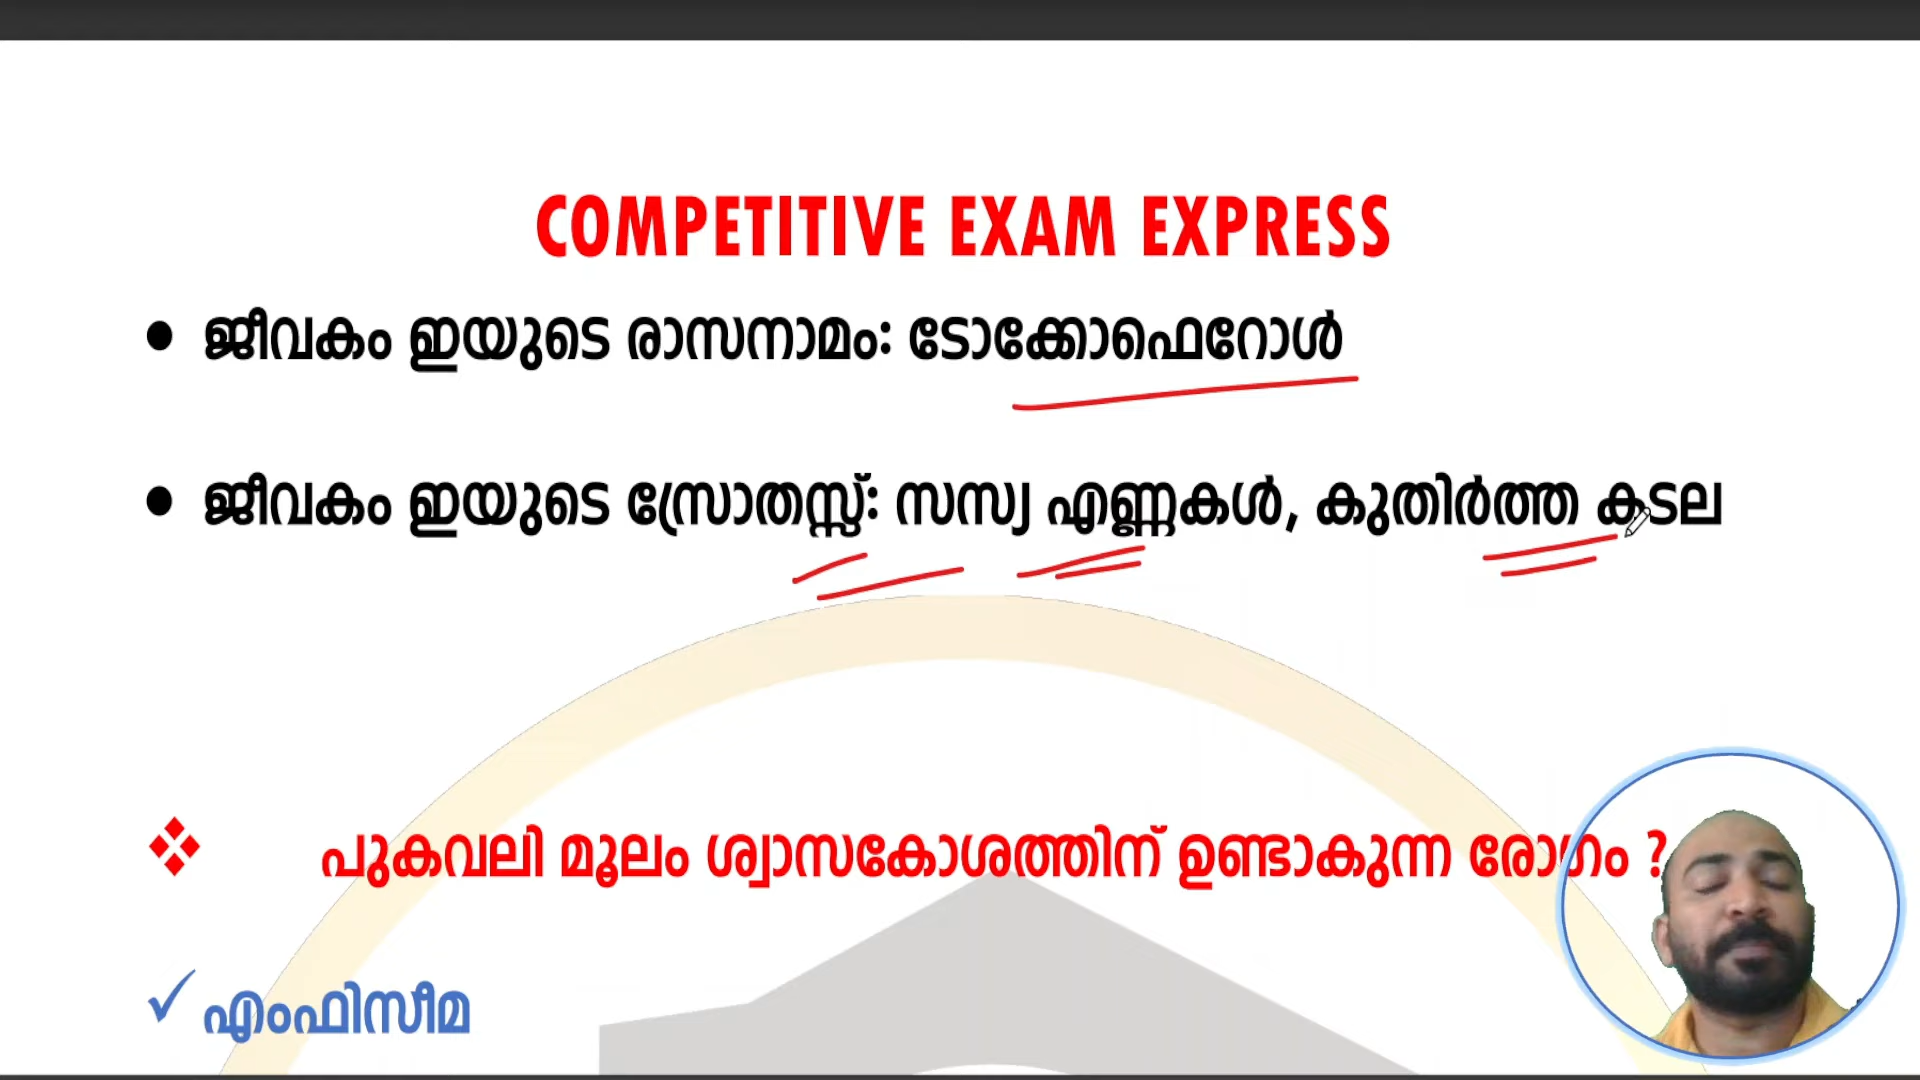 COMPETITIVE EXAM EXPRESS
• ജീവകം ഇയുടെ രാസനാമം: ടോക്കോഫെറോൾ
• ജീവകം ഇയുടെ സ്രോതസ്സ്: സസ്യ എണ്ണകൾ, കുതിർത്ത കടല
❖ പുകവലി മൂലം ശ്വാസകോശത്തിന് ഉണ്ടാകുന്ന രോഗം ?
✓ എംഫിസീമ